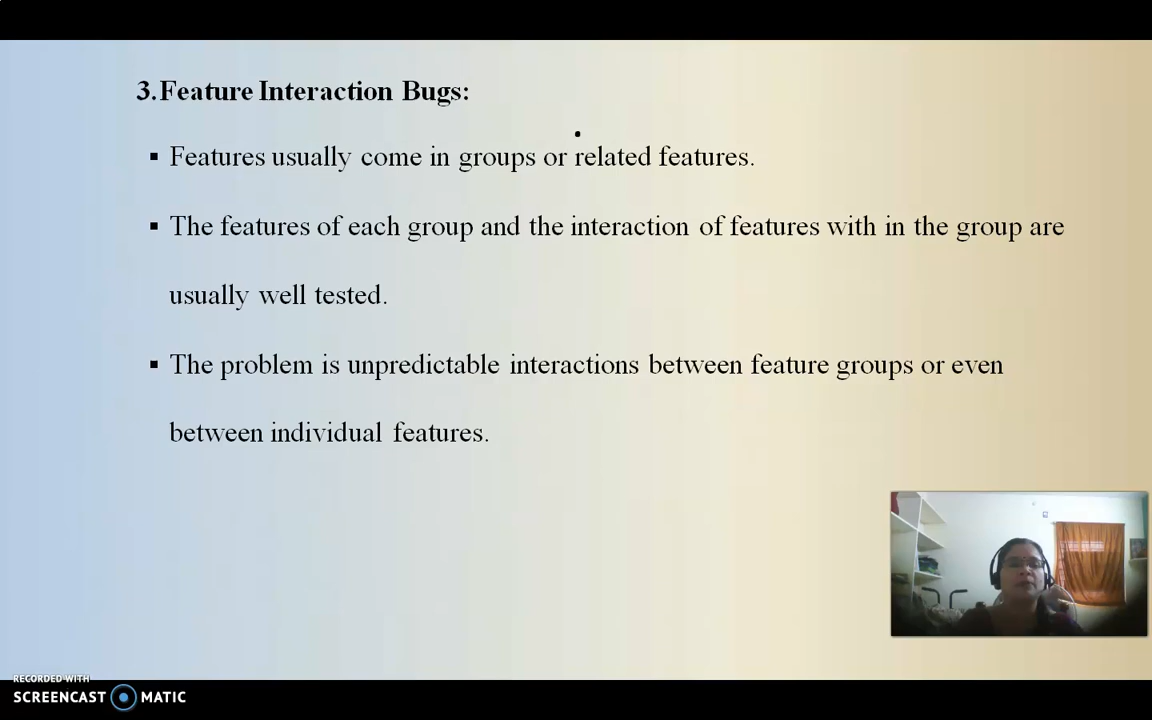 3.Feature Interaction Bugs:
▪ Features usually come in groups or related features.
▪ The features of each group and the interaction of features with in the group are
usually well tested.
▪ The problem is unpredictable interactions between feature groups or even
between individual features.
RECORDED WITH
SCREENCAST MATIC